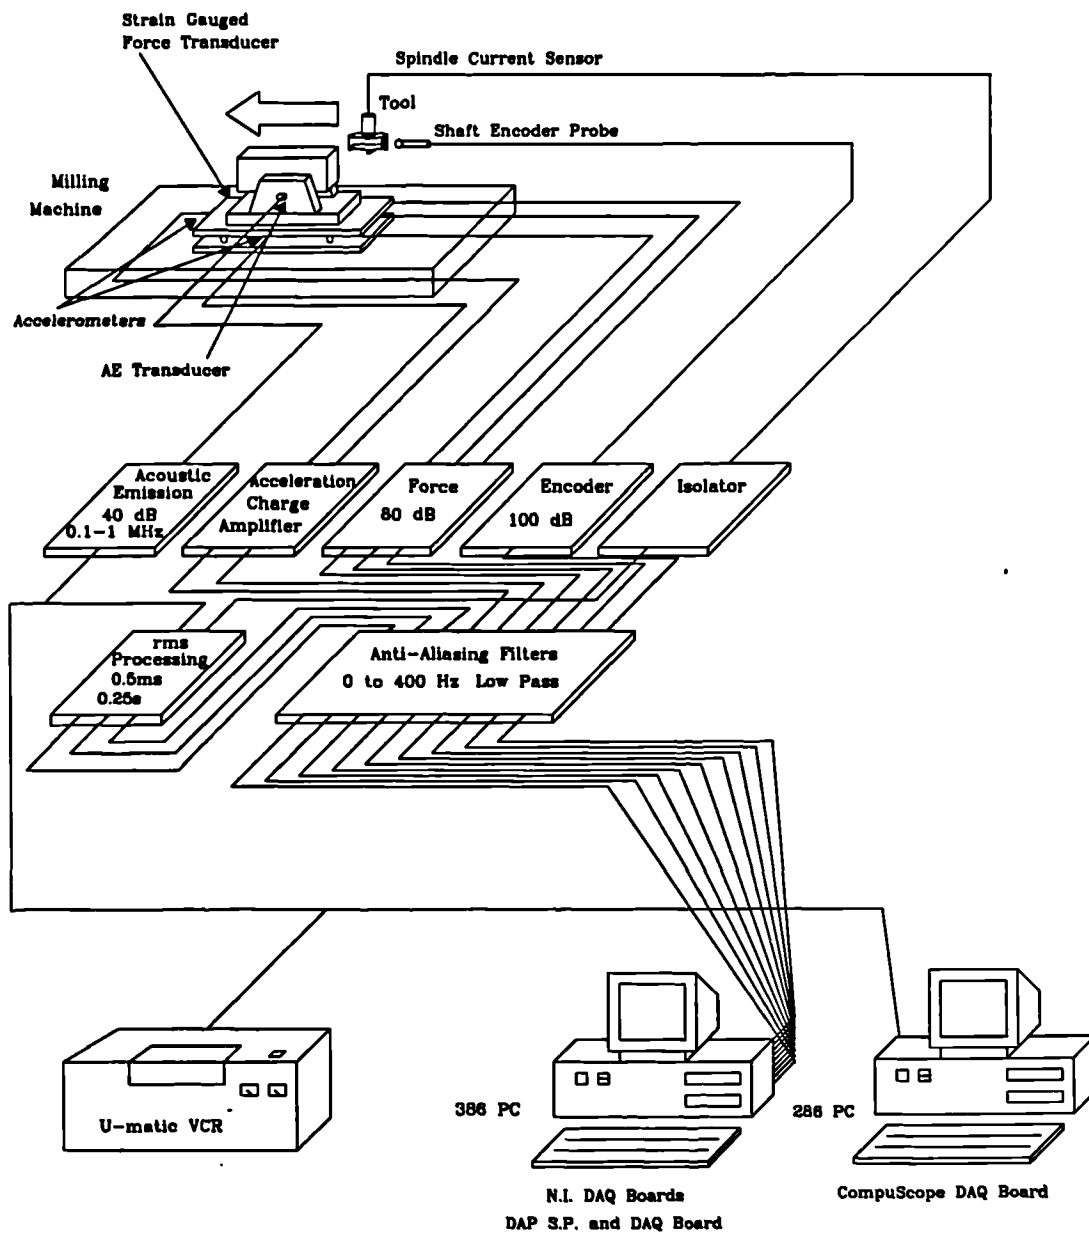 Strain Gauged
Force Transducer
Spindle Current Sensor
Tool
Shaft Encoder Probe
Milling
Machine
Accelerometers
AE Transducer
Acoustic
Emission
40 dB
0.1-1 MHz
Acceleration
Charge
Amplifier
Force
80 dB
Encoder
100 dB
Isolator
rms
Processing
0.5ms
0.25s
Anti-Aliasing Filters
0 to 400 Hz Low Pass
U-matic VCR
386 PC
286 PC
N.I. DAQ Boards
DAP S.P. and DAQ Board
CompuScope DAQ Board